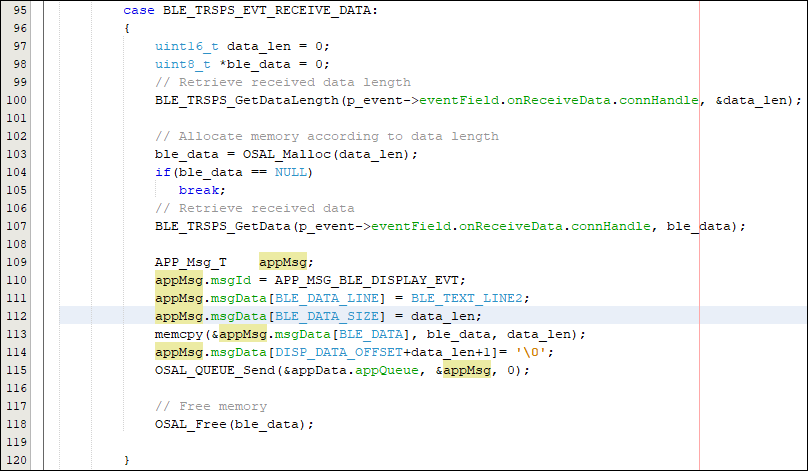 95 case BLE_TRSPS_EVT_RECEIVE_DATA:
96 {
97 uint16_t data_len = 0;
98 uint8_t *ble_data = 0;
99 // Retrieve received data length
100 BLE_TRSPS_GetDataLength(p_event->eventField.onReceiveData.connHandle, &data_len);
101
102 // Allocate memory according to data length
103 ble_data = OSAL_Malloc(data_len);
104 if(ble_data == NULL)
105 break;
106 // Retrieve received data
107 BLE_TRSPS_GetData(p_event->eventField.onReceiveData.connHandle, ble_data);
108
109 APP_Msg_T    appMsg;
110 appMsg.msgId = APP_MSG_BLE_DISPLAY_EVT;
111 appMsg.msgData[BLE_DATA_LINE] = BLE_TEXT_LINE2;
112 appMsg.msgData[BLE_DATA_SIZE] = data_len;
113 memcpy(&appMsg.msgData[BLE_DATA], ble_data, data_len);
114 appMsg.msgData[DISP_DATA_OFFSET+data_len+1]= '\0';
115 OSAL_QUEUE_Send(&appData.appQueue, &appMsg, 0);
116
117 // Free memory
118 OSAL_Free(ble_data);
119
120 }